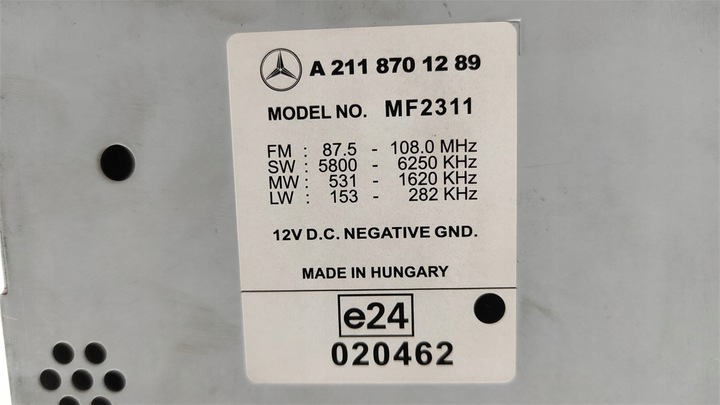 A 211 870 12 89
MODEL NO. MF2311
FM : 87.5 - 108.0 MHz
SW : 5800 - 6250 KHz
MW : 531 - 1620 KHz
LW : 153 - 282 KHz
12V D.C. NEGATIVE GND.
MADE IN HUNGARY
e24
020462